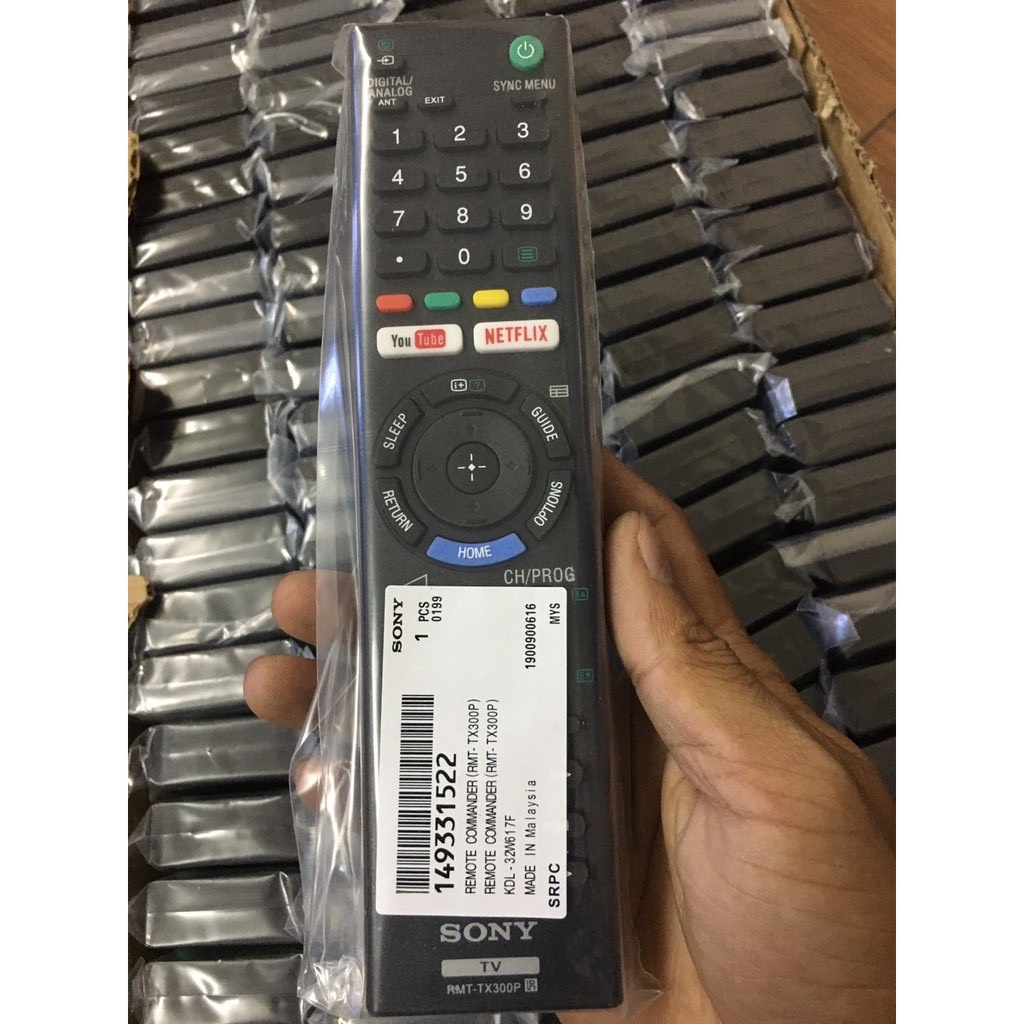 DIGITAL/
ANALOG
SYNC MENU
ANT
EXIT
1
2
3
4
5
6
7
8
9
0
You Tube
NETFLIX
i+
?
SLEEP
GUIDE
RETURN
OPTIONS
HOME
CH/PROG
SONY
1 PCS
0199
1900900616
MYS
149331522
REMOTE COMMANDER (RMT-TX300P)
REMOTE COMMANDER (RMT-TX300P)
KDL-32W617F
MADE IN Malaysia
SRPC
SONY
TV
RMT-TX300P